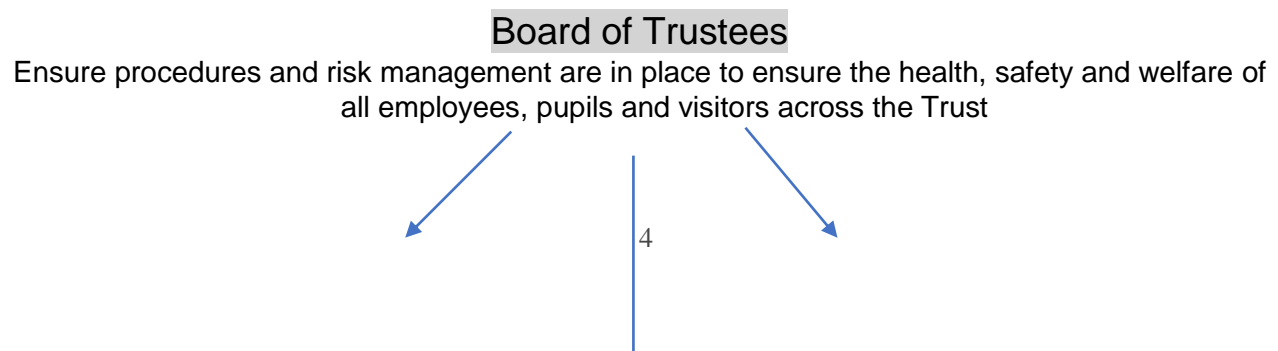 Board of Trustees
Ensure procedures and risk management are in place to ensure the health, safety and welfare of
all employees, pupils and visitors across the Trust
4